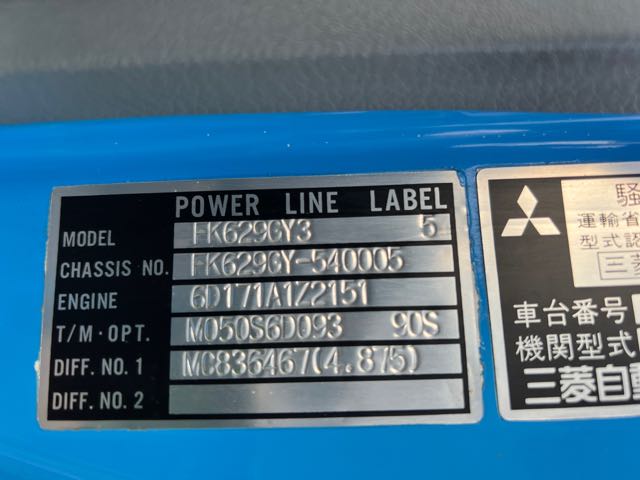 POWER LINE LABEL
MODEL FK629GY3 5
CHASSIS NO. FK629GY-540005
ENGINE 6D171A1Z2151
T/M·OPT. M050S6D093 90S
DIFF. NO. 1 MC836467(4.875)
DIFF. NO. 2
騒
運輸省
型式認
三菱
車台番号
機関型式
三菱自動